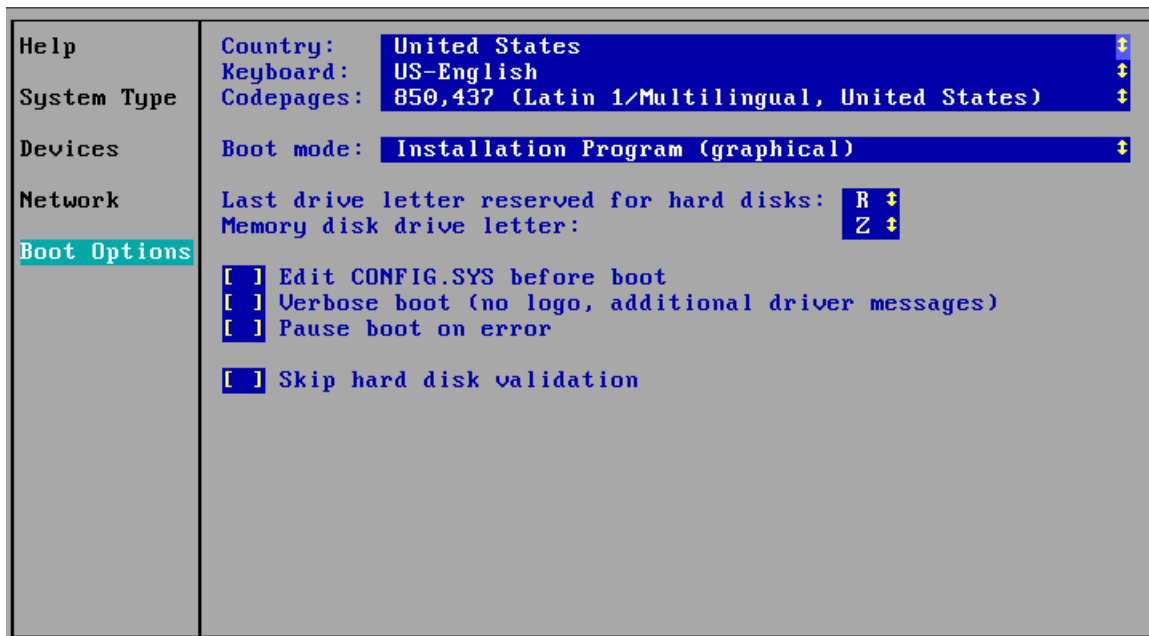 Help
System Type
Devices
Network
Boot Options
Country: United States
Keyboard: US-English
Codepages: 850,437 (Latin 1/Multilingual, United States)
Boot mode: Installation Program (graphical)
Last drive letter reserved for hard disks: R
Memory disk drive letter: Z
[ ] Edit CONFIG.SYS before boot
[ ] Verbose boot (no logo, additional driver messages)
[ ] Pause boot on error
[ ] Skip hard disk validation